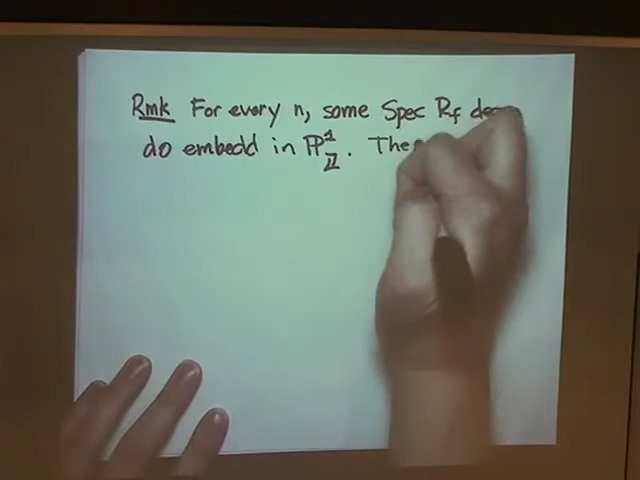 Rmk For every n, some Spec R_f
do embedd in ℙ¹_ℤ. The